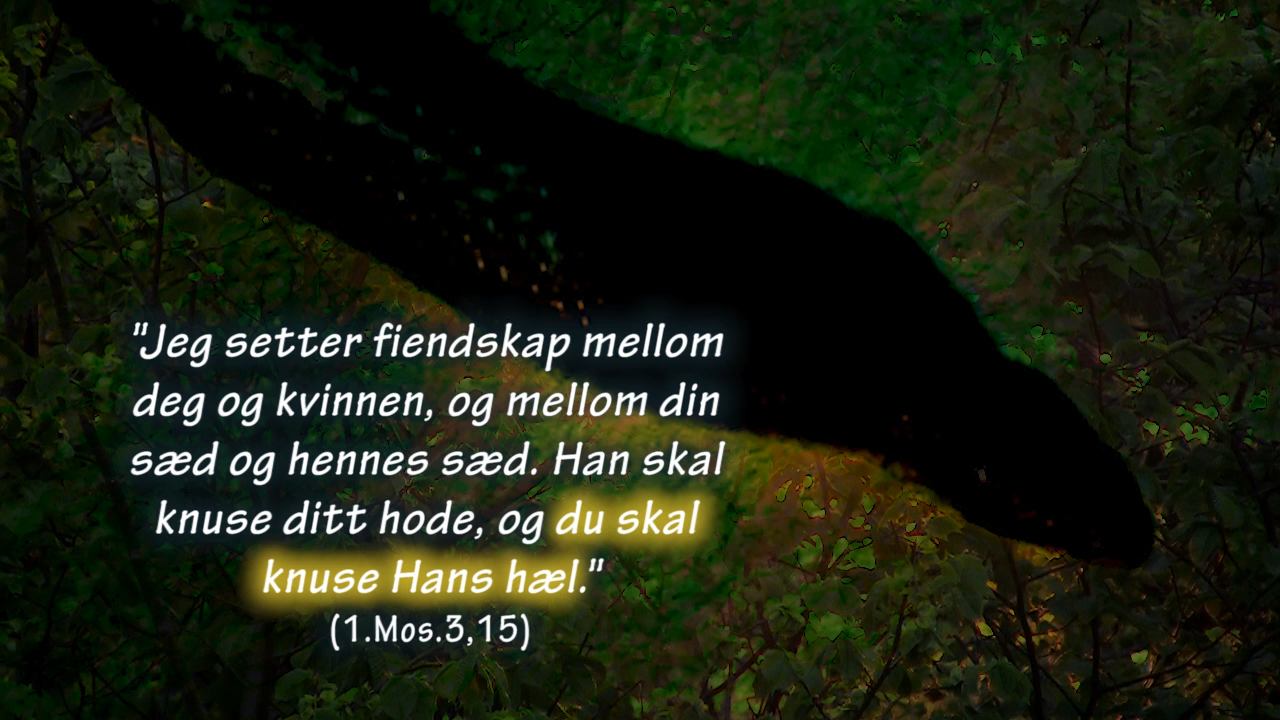 "Jeg setter fiendskap mellom
deg og kvinnen, og mellom din
sæd og hennes sæd. Han skal
knuse ditt hode, og du skal
knuse Hans hæl."
(1.Mos.3,15)